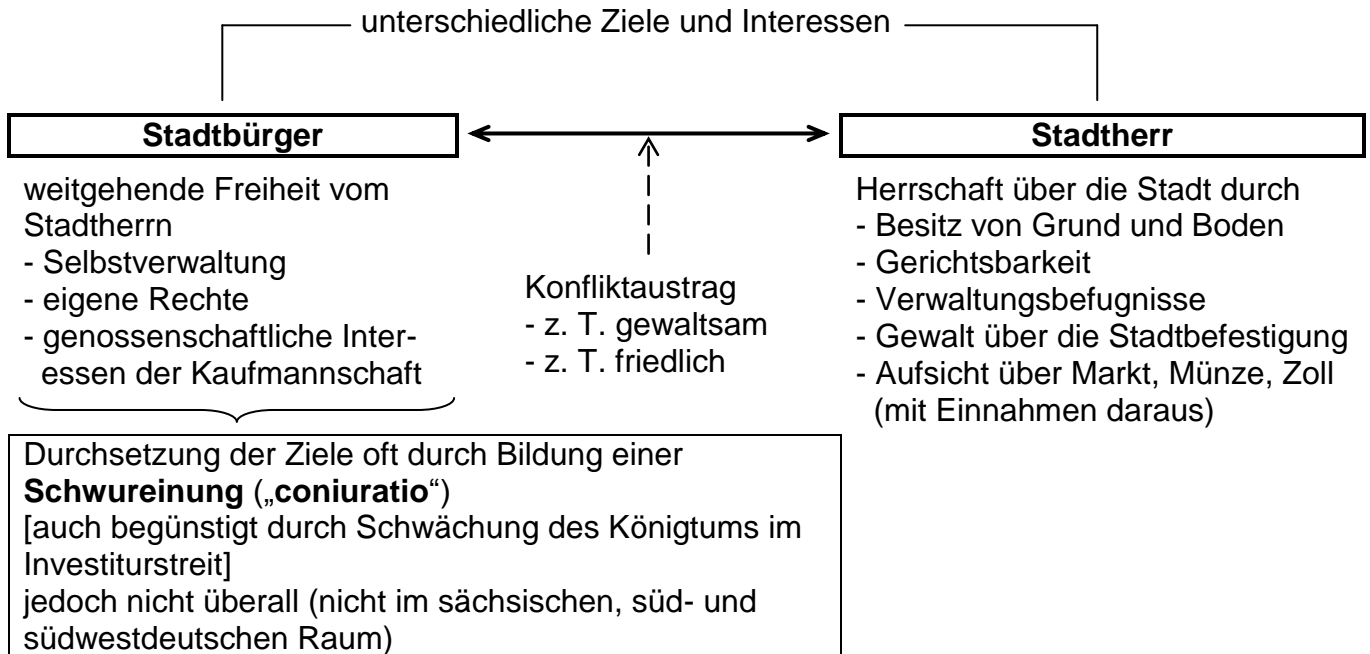 unterschiedliche Ziele und Interessen
Stadtbürger
weitgehende Freiheit vom
Stadtherrn
- Selbstverwaltung
- eigene Rechte
- genossenschaftliche Inter-
essen der Kaufmannschaft
Konfliktaustrag
- z. T. gewaltsam
- z. T. friedlich
Stadtherr
Herrschaft über die Stadt durch
- Besitz von Grund und Boden
- Gerichtsbarkeit
- Verwaltungsbefugnisse
- Gewalt über die Stadtbefestigung
- Aufsicht über Markt, Münze, Zoll
(mit Einnahmen daraus)
Durchsetzung der Ziele oft durch Bildung einer
Schwureinung („coniuratio“)
[auch begünstigt durch Schwächung des Königtums im
Investiturstreit]
jedoch nicht überall (nicht im sächsischen, süd- und
südwestdeutschen Raum)